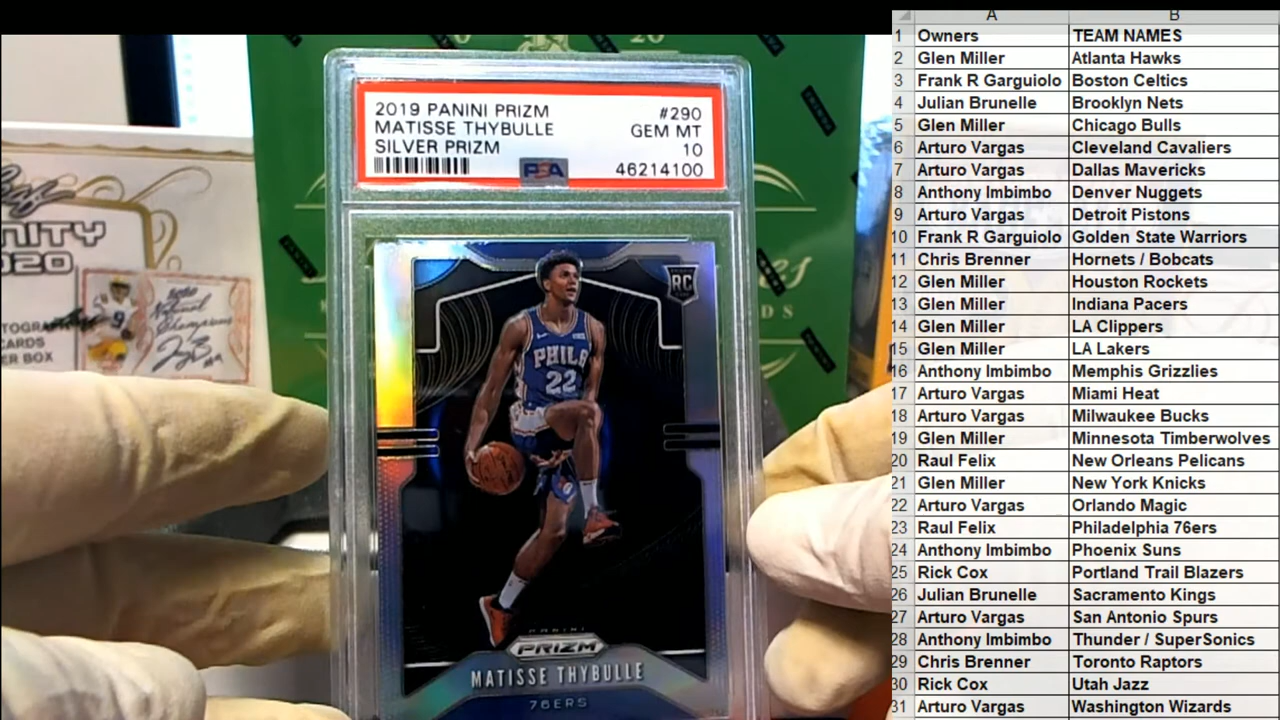 2019 PANINI PRIZM #290
MATISSE THYBULLE GEM MT
SILVER PRIZM 10
PSA 46214100
RC
PHILA
22
PANINI
PRIZM
MATISSE THYBULLE
76ERS
NITY
2020
CARDS
ER BOX
9
A B
1 Owners TEAM NAMES
2 Glen Miller Atlanta Hawks
3 Frank R Garguiolo Boston Celtics
4 Julian Brunelle Brooklyn Nets
5 Glen Miller Chicago Bulls
6 Arturo Vargas Cleveland Cavaliers
7 Arturo Vargas Dallas Mavericks
8 Anthony Imbimbo Denver Nuggets
9 Arturo Vargas Detroit Pistons
10 Frank R Garguiolo Golden State Warriors
11 Chris Brenner Hornets / Bobcats
12 Glen Miller Houston Rockets
13 Glen Miller Indiana Pacers
14 Glen Miller LA Clippers
15 Glen Miller LA Lakers
16 Anthony Imbimbo Memphis Grizzlies
17 Arturo Vargas Miami Heat
18 Arturo Vargas Milwaukee Bucks
19 Glen Miller Minnesota Timberwolves
20 Raul Felix New Orleans Pelicans
21 Glen Miller New York Knicks
22 Arturo Vargas Orlando Magic
23 Raul Felix Philadelphia 76ers
24 Anthony Imbimbo Phoenix Suns
25 Rick Cox Portland Trail Blazers
26 Julian Brunelle Sacramento Kings
27 Arturo Vargas San Antonio Spurs
28 Anthony Imbimbo Thunder / SuperSonics
29 Chris Brenner Toronto Raptors
30 Rick Cox Utah Jazz
31 Arturo Vargas Washington Wizards